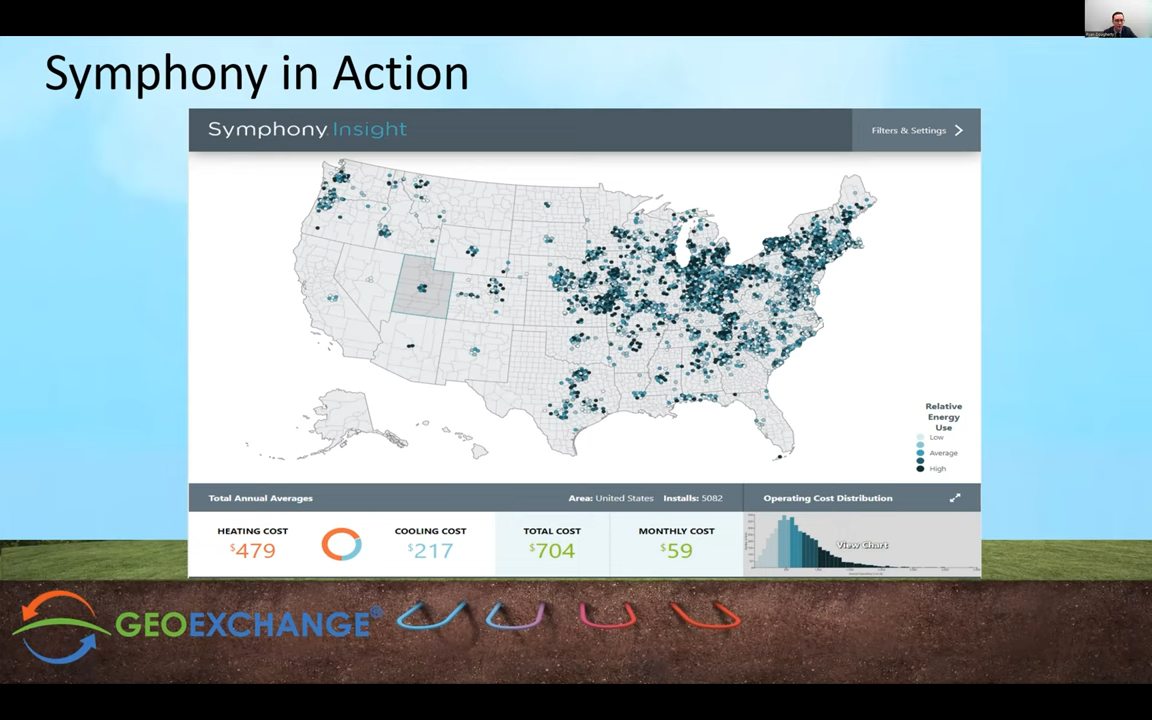 Symphony in Action
Symphony Insight
Filters & Settings
Relative
Energy
Use
Low
Average
High
Total Annual Averages
Area: United States Installs: 5082
Operating Cost Distribution
HEATING COST
$479
COOLING COST
$217
TOTAL COST
$704
MONTHLY COST
$59
View Chart
GEOEXCHANGE®